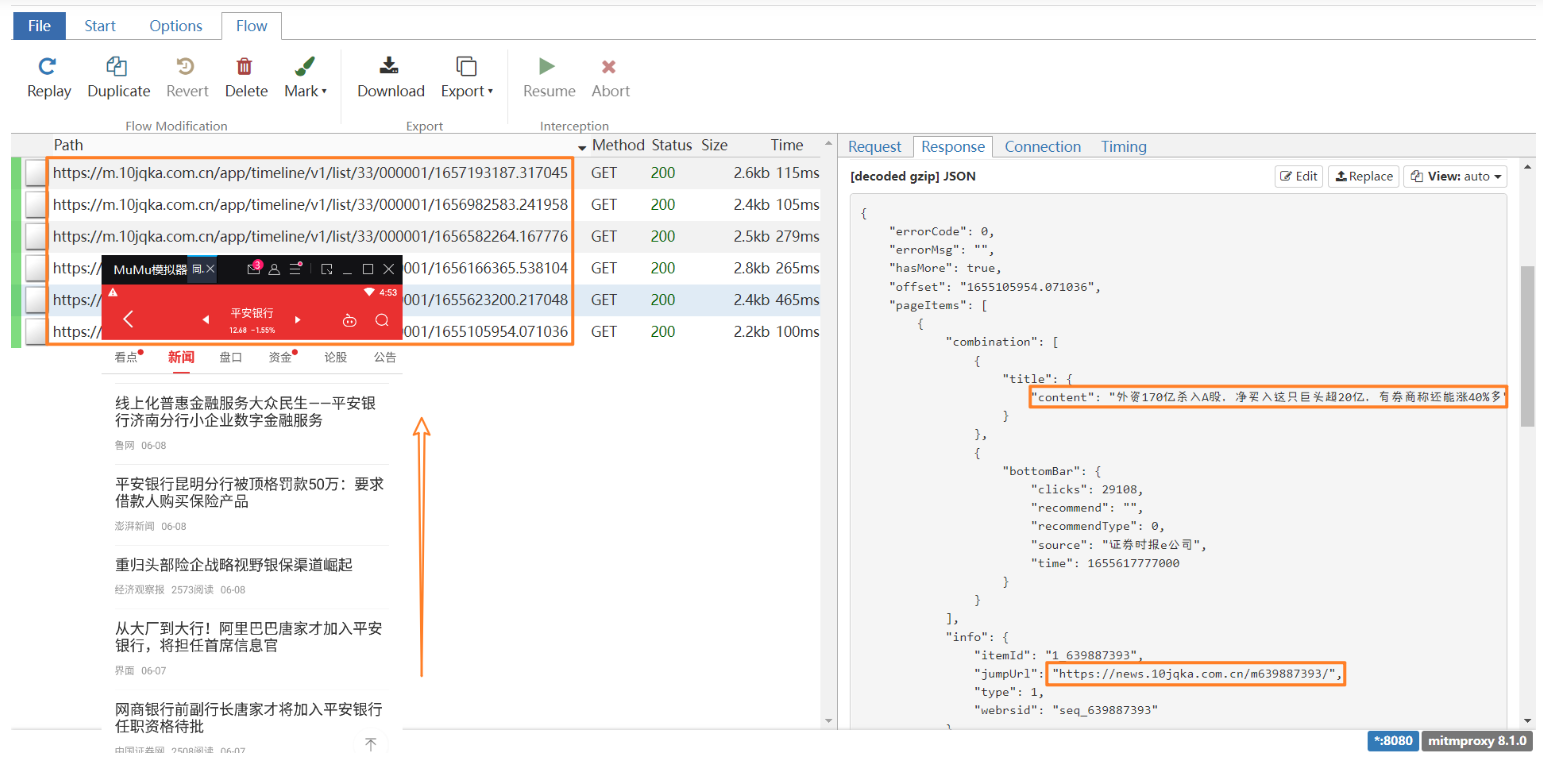 File Start Options Flow
Replay Duplicate Revert Delete Mark Download Export Resume Abort
Flow Modification Export Interception
Path Method Status Size Time
https://m.10jqka.com.cn/app/timeline/v1/list/33/000001/1657193187.317045 GET 200 2.6kb 115ms
https://m.10jqka.com.cn/app/timeline/v1/list/33/000001/1656982583.241958 GET 200 2.4kb 105ms
https://m.10jqka.com.cn/app/timeline/v1/list/33/000001/1656582264.167776 GET 200 2.5kb 279ms
https:/ 000001/1656166365.538104 GET 200 2.8kb 265ms
https:/ 000001/1655623200.217048 GET 200 2.4kb 465ms
https:/ 000001/1655105954.071036 GET 200 2.2kb 100ms
MuMu模拟器 同 3
4:53
平安银行
12.68 -1.55%
看点 新闻 盘口 资金 论股 公告
线上化普惠金融服务大众民生——平安银
行济南分行小企业数字金融服务
鲁网 06-08
平安银行昆明分行被顶格罚款50万：要求
借款人购买保险产品
澎湃新闻 06-08
重归头部险企战略视野银保渠道崛起
经济观察报 2573阅读 06-08
从大厂到大行！阿里巴巴唐家才加入平安
银行，将担任首席信息官
界面 06-07
网商银行前副行长唐家才将加入平安银行
任职资格待批
中国证券网 2508阅读 06-07
Request Response Connection Timing
[decoded gzip] JSON Edit Replace View: auto
{
"errorCode": 0,
"errorMsg": "",
"hasMore": true,
"offset": "1655105954.071036",
"pageItems": [
{
"combination": [
{
"title": {
"content": "外资170亿杀入A股，净买入这只巨头超20亿，有券商称还能涨40%多"
}
},
{
"bottomBar": {
"clicks": 29108,
"recommend": "",
"recommendType": 0,
"source": "证券时报e公司",
"time": 1655617777000
}
}
],
"info": {
"itemId": "1_639887393",
"jumpUrl": "https://news.10jqka.com.cn/m639887393/",
"type": 1,
"webrsid": "seq_639887393"
}
*:8080 mitmproxy 8.1.0